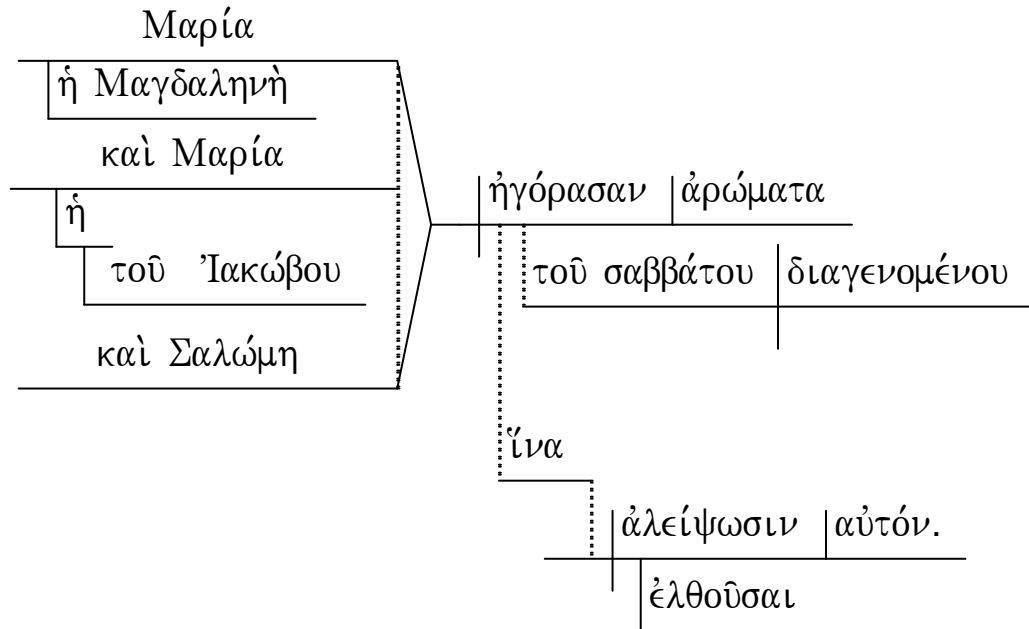 Μαρία
ἡ Μαγδαληνὴ
καὶ Μαρία
ἡ
τοῦ Ἰακώβου
καὶ Σαλώμη
ἠγόρασαν ἀρώματα
τοῦ σαββάτου διαγενομένου
ἵνα
ἀλείψωσιν αὐτόν.
ἐλθοῦσαι